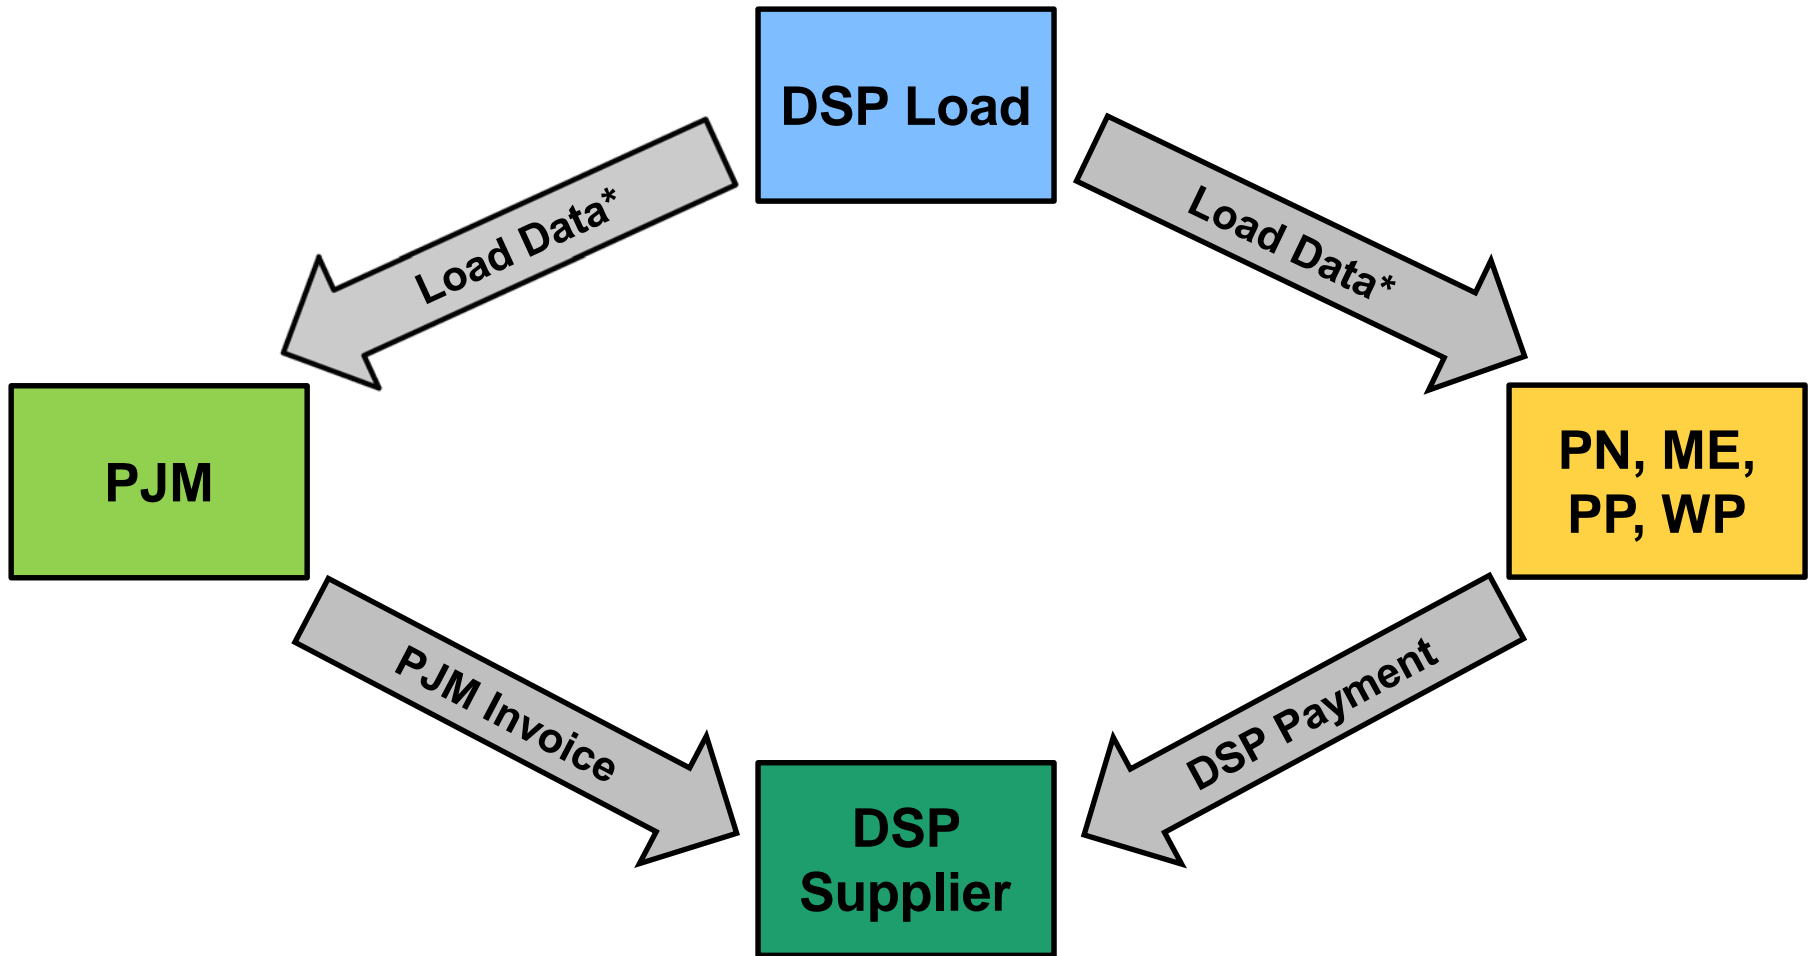 DSP Load
Load Data*
Load Data*
PJM
PN, ME,
PP, WP
PJM Invoice
DSP Payment
DSP
Supplier